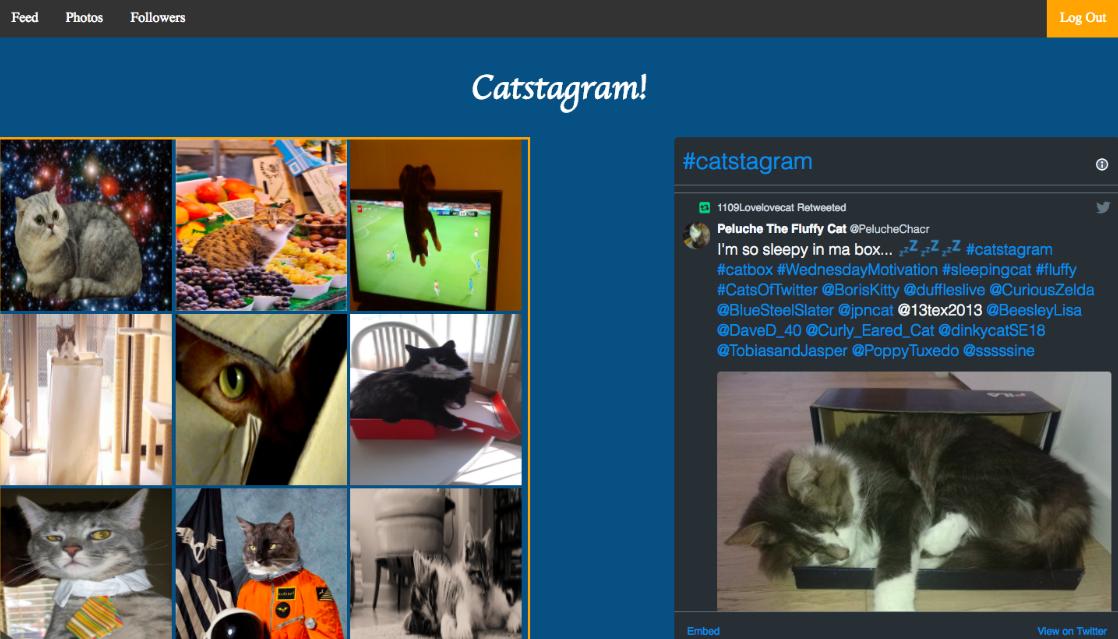 Feed Photos Followers Log Out
Catstagram!
#catstagram
1109Lovelovecat Retweeted
Peluche The Fluffy Cat @PelucheChacr
I'm so sleepy in ma box... 💤💤💤 #catstagram
#catbox #WednesdayMotivation #sleepingcat #fluffy
#CatsOfTwitter @BorisKitty @duffleslive @CuriousZelda
@BlueSteelSlater @jpncat @13tex2013 @BeesleyLisa
@DaveD_40 @Curly_Eared_Cat @dinkycatSE18
@TobiasandJasper @PoppyTuxedo @sssssine
FILA
Embed View on Twitter